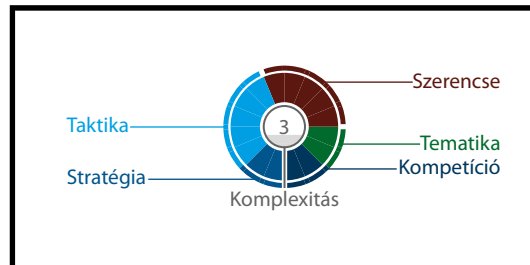 Szerencse
3
Taktika
Tematika
Kompetíció
Stratégia
Komplexitás